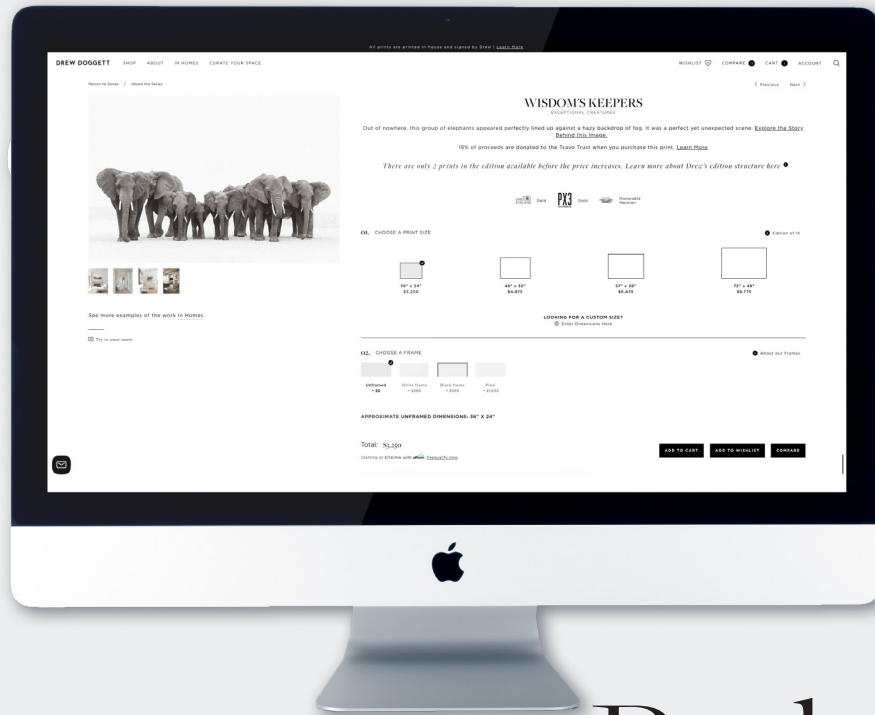 All prints are printed in-house and signed by Drew | Learn More
DREW DOGGETT SHOP ABOUT IN HOMES CURATE YOUR SPACE WISHLIST COMPARE CART ACCOUNT
Return to Series / About the Series
Previous Next
WISDOM'S KEEPERS
EXCEPTIONAL CREATURES
Out of nowhere, this group of elephants appeared perfectly lined up against a hazy backdrop of fog. It was a perfect yet unexpected scene. Explore the Story
Behind this Image.
15% of proceeds are donated to the Tsavo Trust when you purchase this print. Learn More
There are only 2 prints in the edition available before the price increases. Learn more about Drew's edition structure here
Gold PX3 Gold Honorable
Mention
01. CHOOSE A PRINT SIZE
Edition of 15
36" x 24" 48" x 32" 57" x 38" 72" x 48"
$3,250 $4,875 $6,435 $9,775
LOOKING FOR A CUSTOM SIZE?
Enter Dimensions Here
See more examples of the work In Homes
Try in your room
02. CHOOSE A FRAME
About our Frames
Unframed White frame Black frame Plexi
+ $0
APPROXIMATE UNFRAMED DIMENSIONS: 36" X 24"
Total: $3,250
Starting at /mo with affirm. Prequalify now
ADD TO CART ADD TO WISHLIST COMPARE